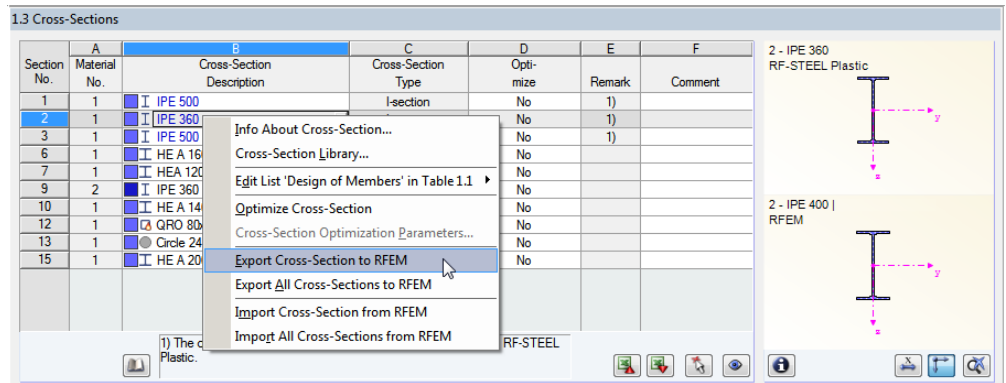 1.3 Cross-Sections
A B C D E F
Section Material Cross-Section Cross-Section Opti-
No. No. Description Type mize Remark Comment
1 1 IPE 500 I-section No 1)
2 1 IPE 360 No 1)
3 1 IPE 500 No 1)
6 1 HE A 16 No
7 1 HEA 120 No
9 2 IPE 360 No
10 1 HE A 14 No
12 1 QRO 80 No
13 1 Circle 24 No
15 1 HE A 20 No
Info About Cross-Section...
Cross-Section Library...
Edit List 'Design of Members' in Table 1.1
Optimize Cross-Section
Cross-Section Optimization Parameters...
Export Cross-Section to RFEM
Export All Cross-Sections to RFEM
Import Cross-Section from RFEM
Import All Cross-Sections from RFEM
1) The RF-STEEL
Plastic.
2 - IPE 360
RF-STEEL Plastic
y
z
2 - IPE 400 |
RFEM
y
z